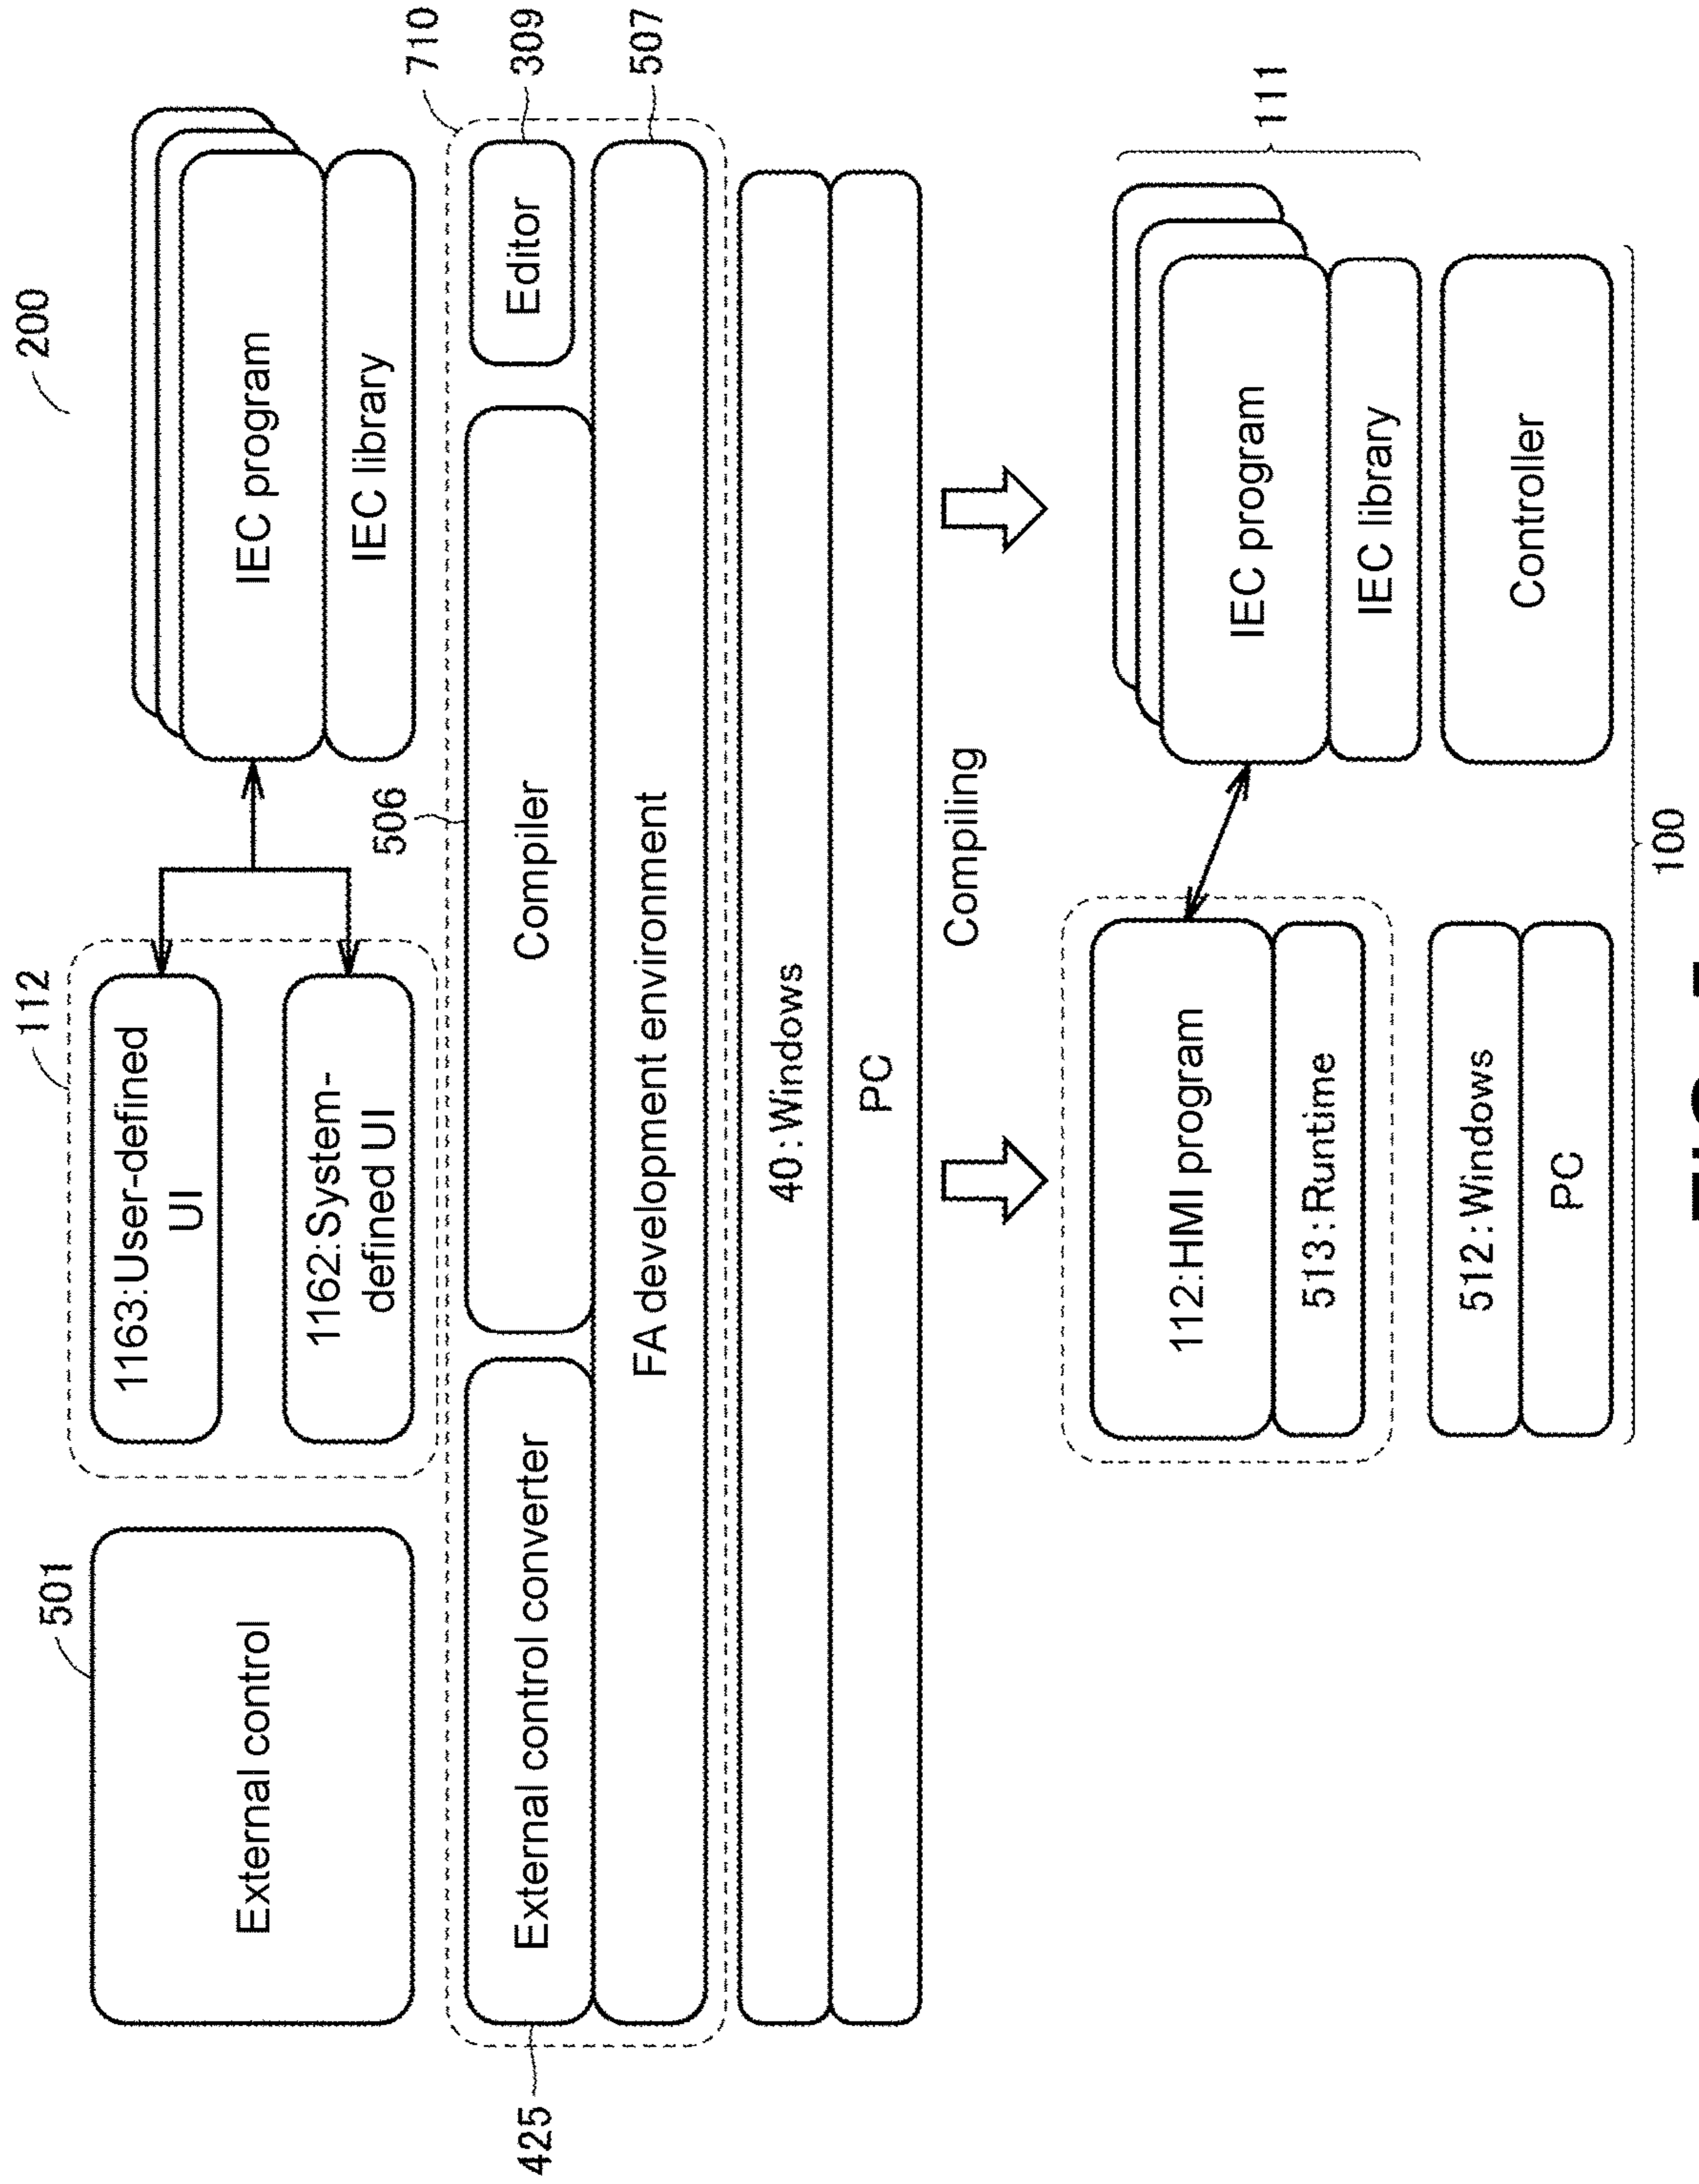 200
501
External control
112
1163:User-defined
UI
1162:System-
defined UI
IEC program
IEC library
506
710
309
507
425
External control converter
Compiler
Editor
FA development environment
40:Windows
PC
Compiling
112:HMI program
513:Runtime
512:Windows
PC
IEC program
IEC library
Controller
111
100